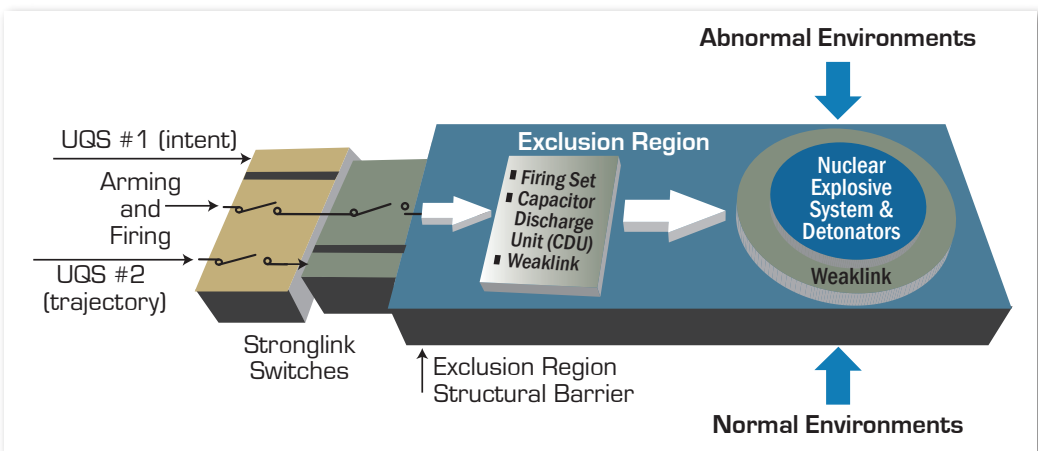 Abnormal Environments
UQS #1 (intent)
Arming
and
Firing
UQS #2
(trajectory)
Stronglink
Switches
Exclusion Region
Structural Barrier
Exclusion Region
▪ Firing Set
▪ Capacitor
Discharge
Unit (CDU)
▪ Weaklink
Nuclear
Explosive
System &
Detonators
Weaklink
Normal Environments